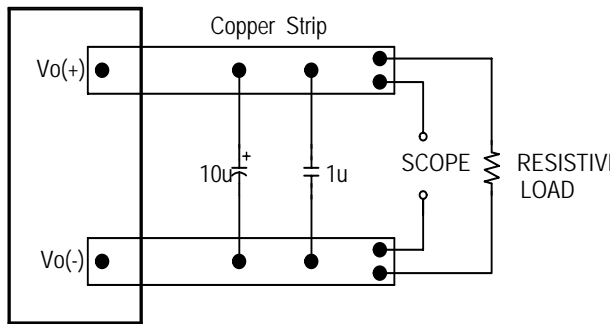 Copper Strip
Vo(+)
10u
+
1u
SCOPE
RESISTIVE
LOAD
Vo(-)